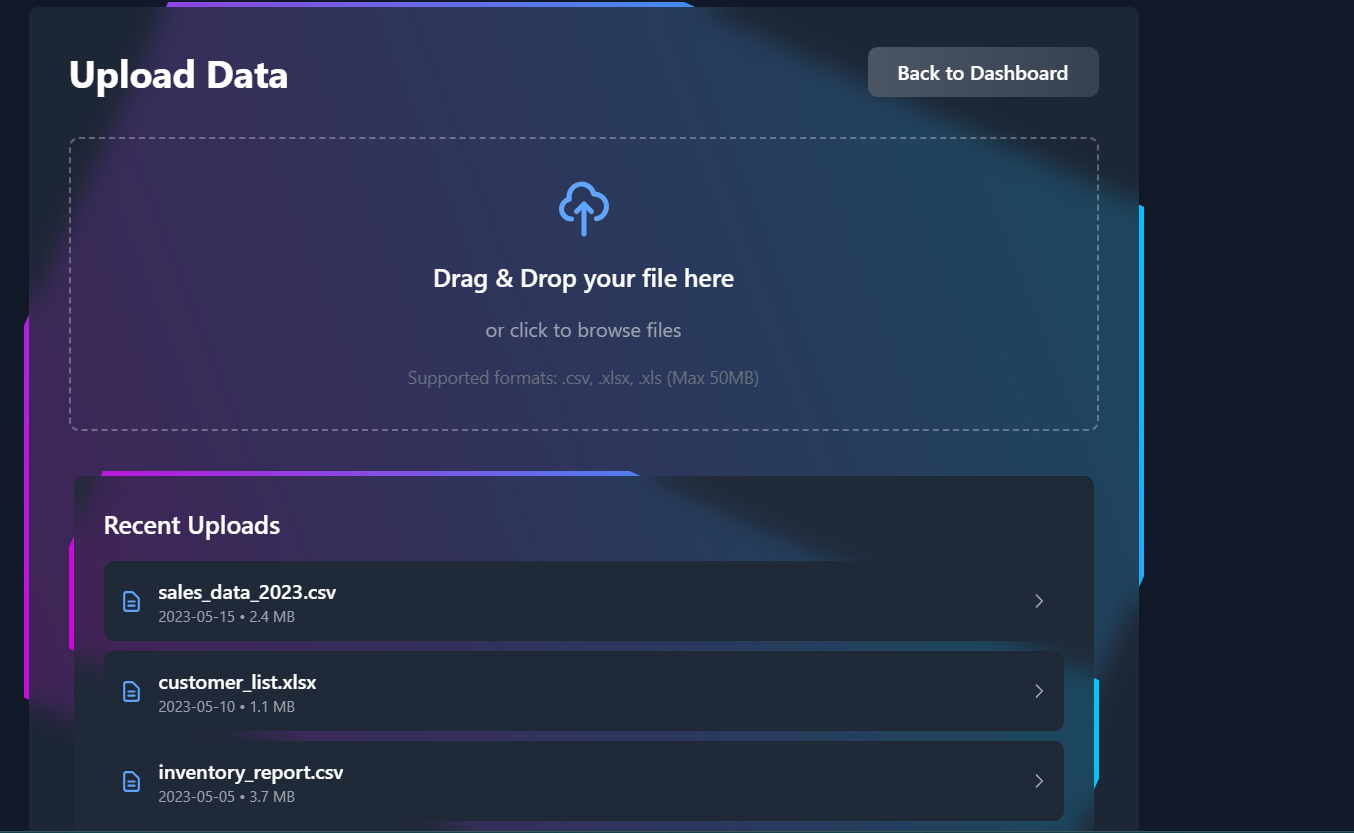 Upload Data
Back to Dashboard
Drag & Drop your file here
or click to browse files
Supported formats: .csv, .xlsx, .xls (Max 50MB)
Recent Uploads
sales_data_2023.csv
2023-05-15 • 2.4 MB
customer_list.xlsx
2023-05-10 • 1.1 MB
inventory_report.csv
2023-05-05 • 3.7 MB